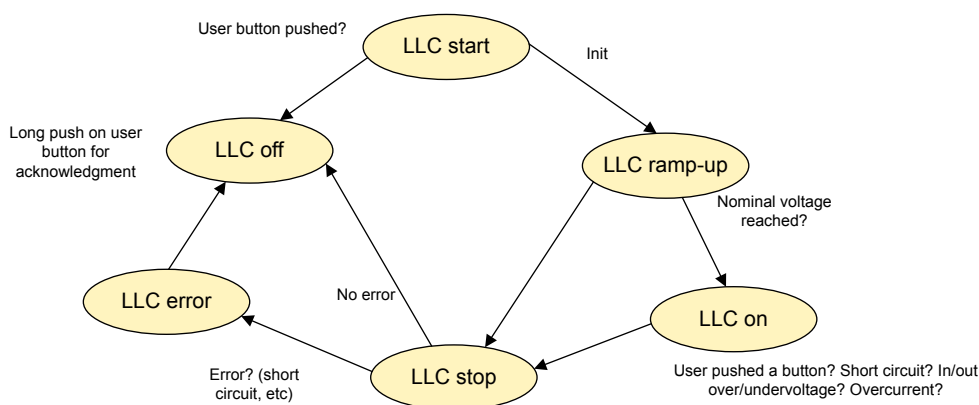 User button pushed?
LLC start
Init
Long push on user
button for
acknowledgment
LLC off
LLC ramp-up
Nominal voltage
reached?
LLC error
No error
LLC on
Error? (short
circuit, etc)
LLC stop
User pushed a button? Short circuit? In/out
over/undervoltage? Overcurrent?